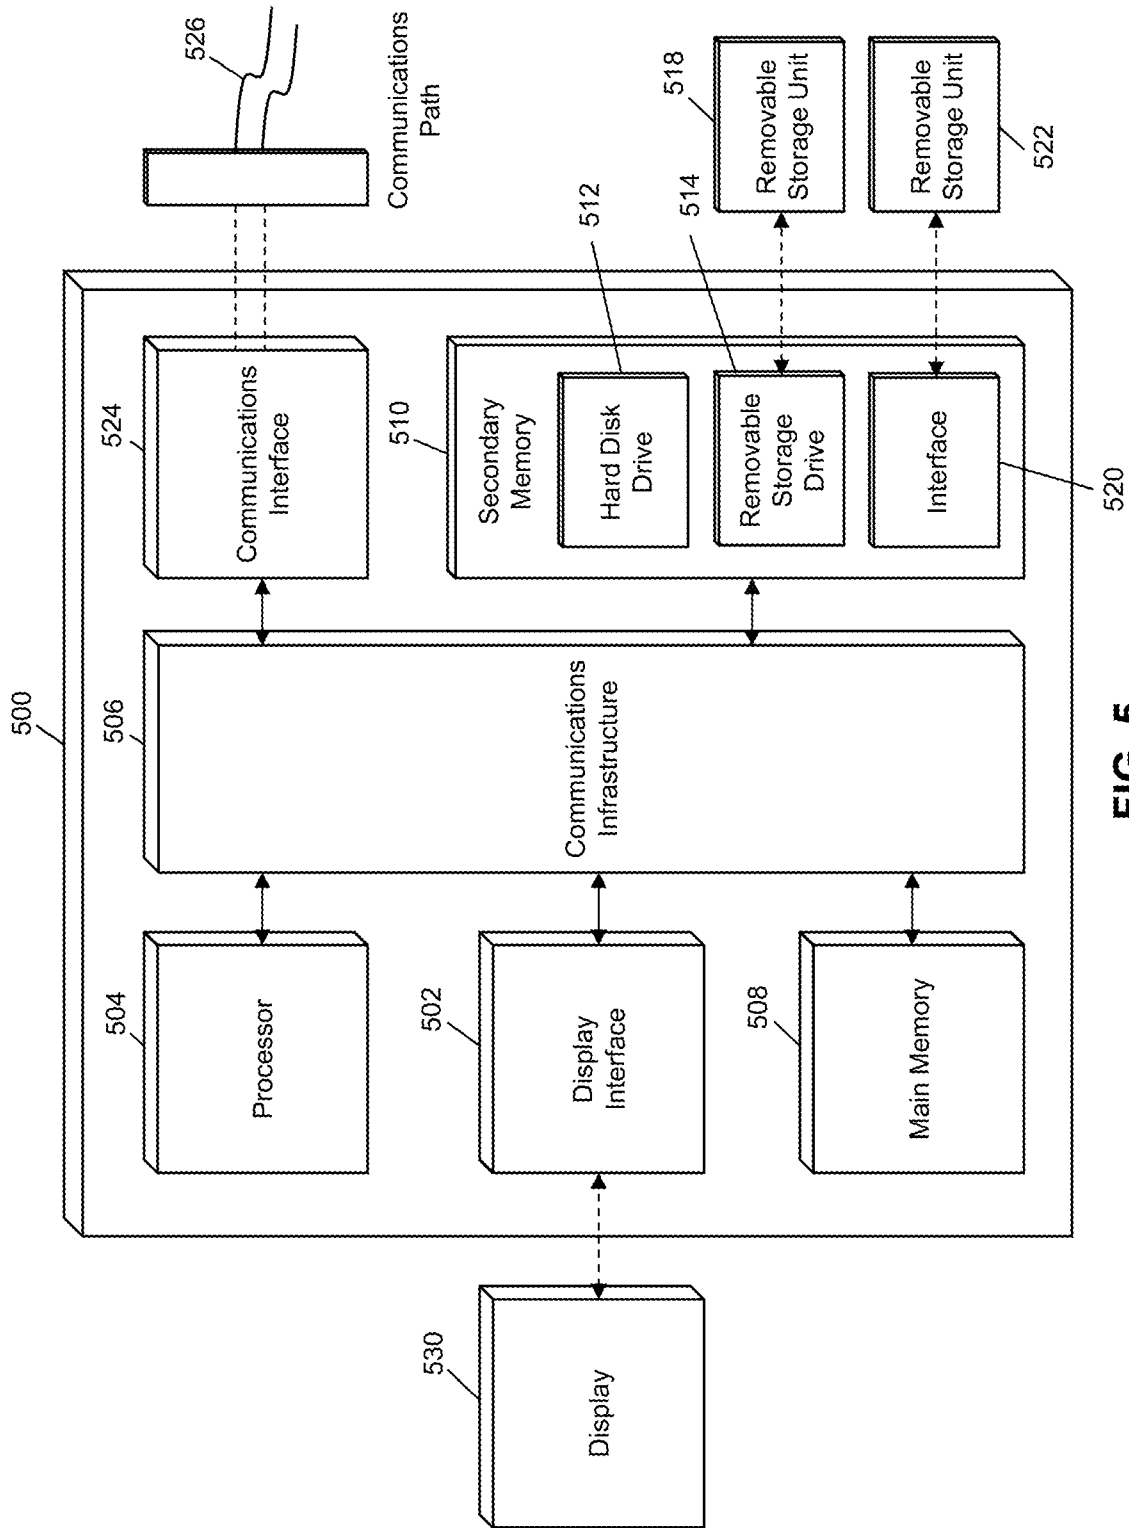 500
504
506
524
526
Processor
Communications
Interface
Communications
Path
530
502
510
Display
Display
Interface
Communications
Infrastructure
Secondary
Memory
512
Hard Disk
Drive
518
514
508
Removable
Storage
Drive
Removable
Storage Unit
Main Memory
Interface
Removable
Storage Unit
522
520
FIG. 5